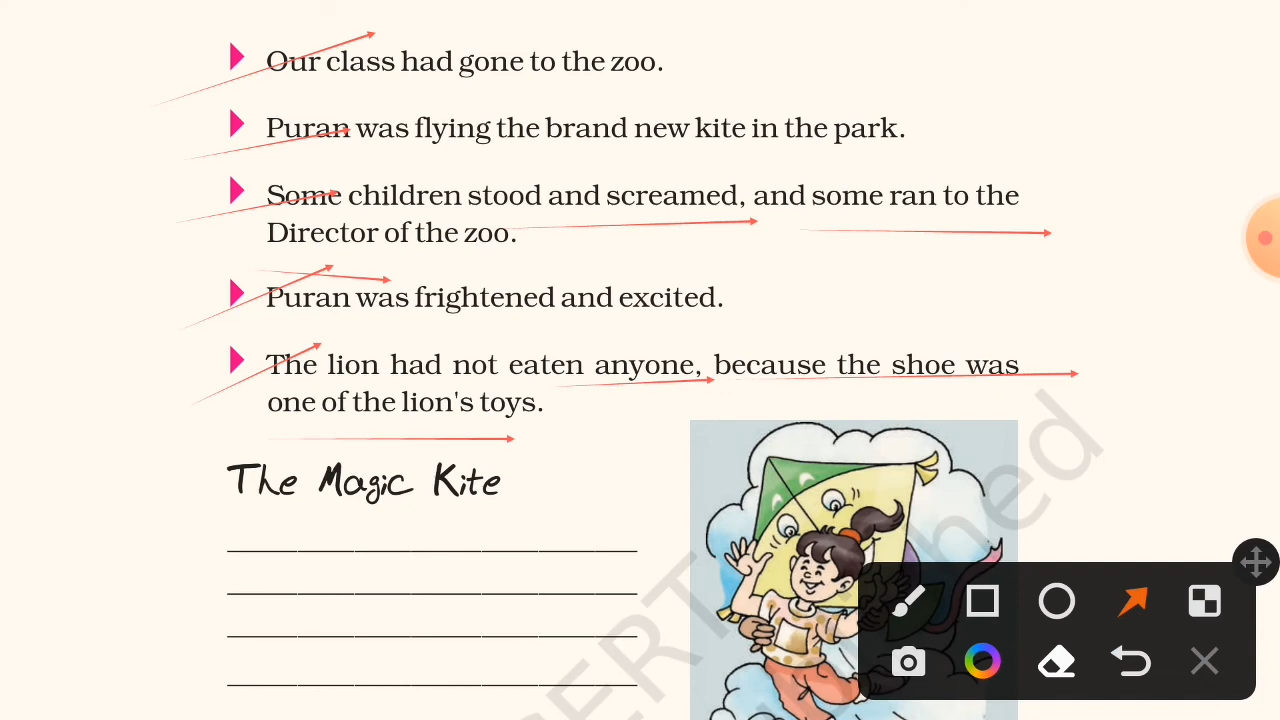 Our class had gone to the zoo.
Puran was flying the brand new kite in the park.
Some children stood and screamed, and some ran to the
Director of the zoo.
Puran was frightened and excited.
The lion had not eaten anyone, because the shoe was
one of the lion's toys.
The Magic Kite